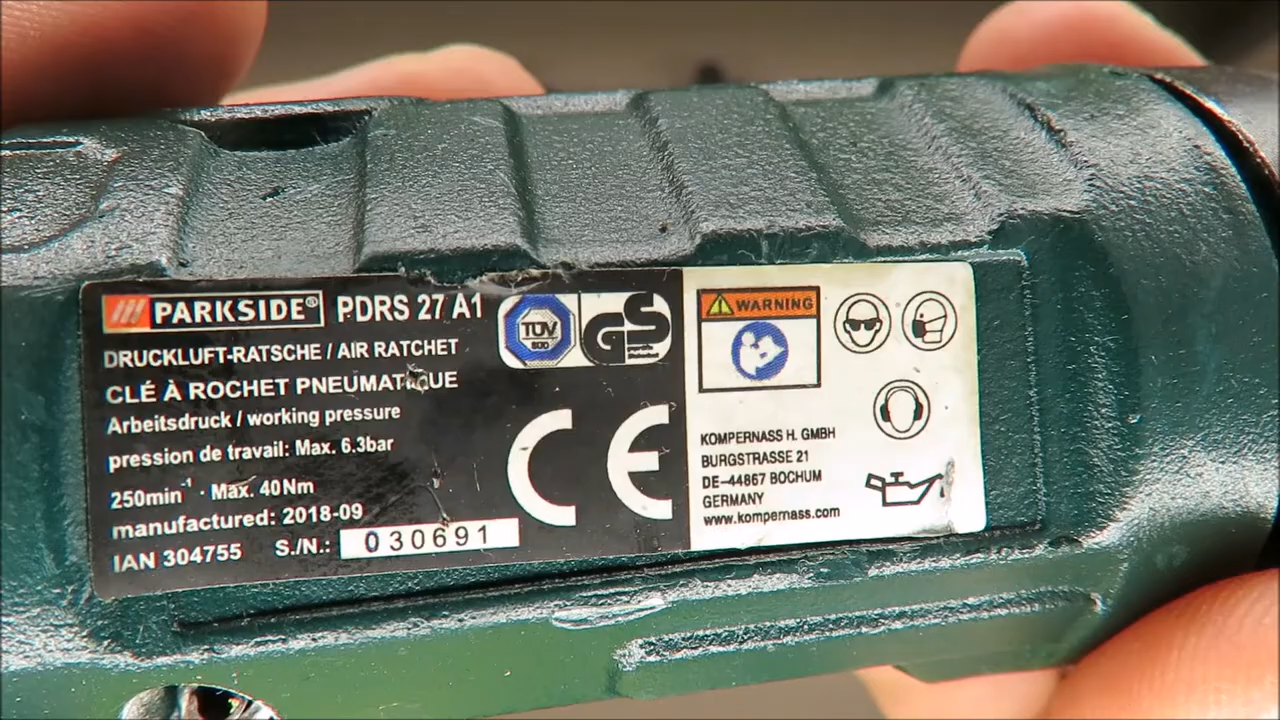 PARKSIDE® PDRS 27 A1
DRUCKLUFT-RATSCHE / AIR RATCHET
CLÉ À ROCHET PNEUMATIQUE
Arbeitsdruck / working pressure
pression de travail: Max. 6.3bar
250min⁻¹ · Max. 40Nm
manufactured: 2018-09
IAN 304755 S./N.: 030691
TÜV
SÜD
GS
CE
WARNING
KOMPERNASS H. GMBH
BURGSTRASSE 21
DE-44867 BOCHUM
GERMANY
www.kompernass.com